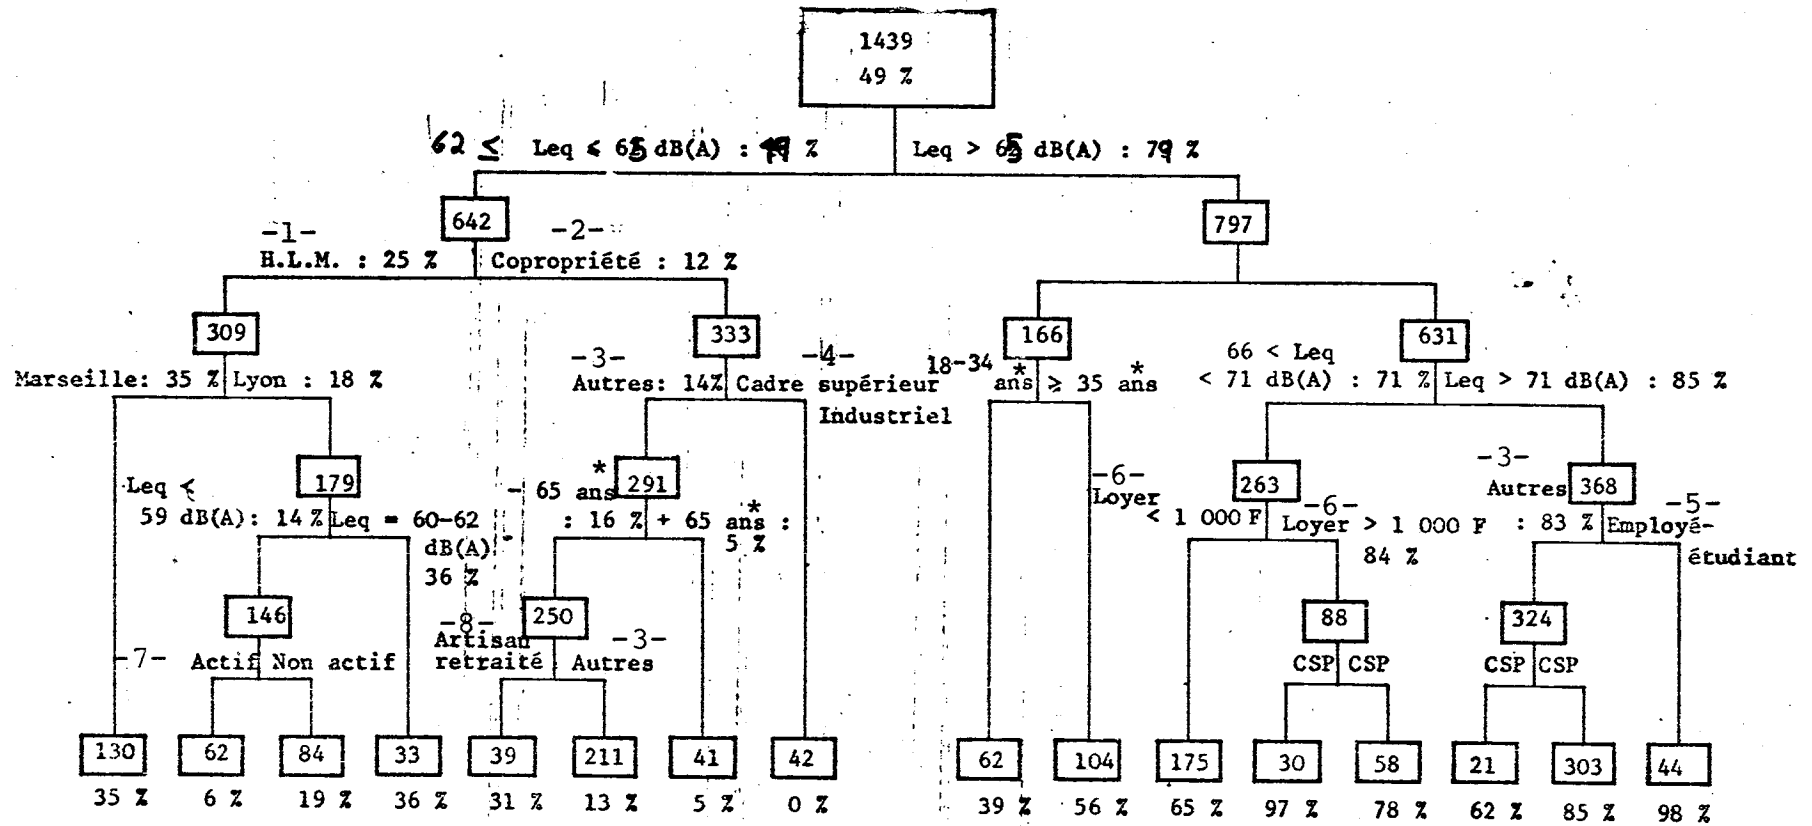 1439
49 %
62 ≤ Leq ≤ 65 dB(A) : % Leq > 65 dB(A) : 79 %
642
797
-1- -2-
H.L.M. : 25 % Copropriété : 12 %
309
333
166
631
-3- -4-
18-34 ans* ≥ 35 ans*
66 < Leq
< 71 dB(A) : 71 % Leq > 71 dB(A) : 85 %
Marseille: 35 % Lyon : 18 %
Autres: 14% Cadre supérieur
Industriel
179
291
263
368
Leq <
59 dB(A): 14 % Leq = 60-62
dB(A) :
36 %
- 65 ans*
: 16 % + 65 ans* :
5 %
-6-
Loyer
< 1 000 F
-6-
Loyer > 1 000 F
84 %
-3-
Autres
: 83 %
-5-
Employé-
étudiant
146
250
88
324
-7-
Actif Non actif
-8-
Artisan
retraité
-3-
Autres
CSP CSP
CSP CSP
130 62 84 33 39 211 41 42 62 104 175 30 58 21 303 44
35 % 6 % 19 % 36 % 31 % 13 % 5 % 0 % 39 % 56 % 65 % 97 % 78 % 62 % 85 % 98 %